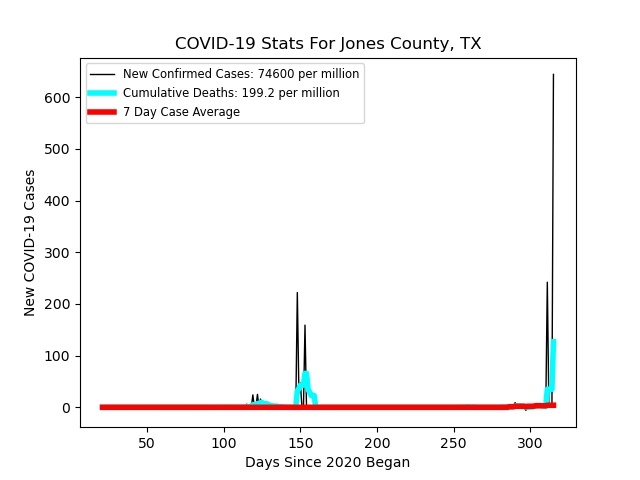 COVID-19 Stats For Jones County, TX
New Confirmed Cases: 74600 per million
Cumulative Deaths: 199.2 per million
7 Day Case Average
New COVID-19 Cases
600
500
400
300
200
100
0
50 100 150 200 250 300
Days Since 2020 Began